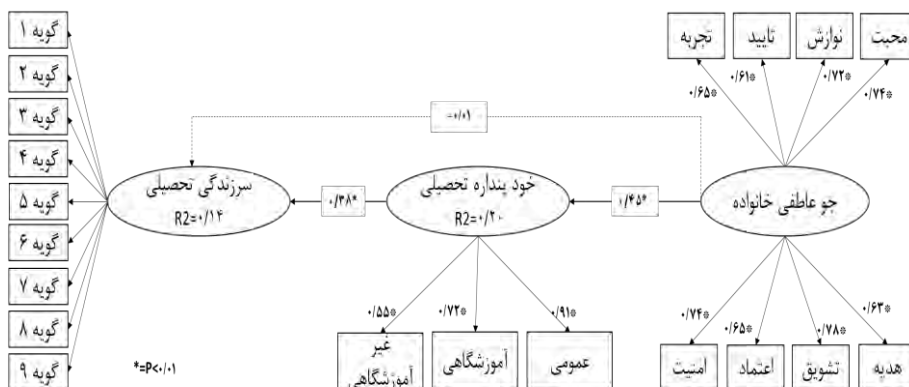 محبت
نوازش
تایید
تجربه
۰/۷۴*
۰/۷۲*
۰/۶۱*
۰/۶۵*
جو عاطفی خانواده
=۰/۰۱
۰/۴۵*
۰/۶۳*
۰/۷۸*
۰/۶۵*
۰/۷۴*
هدیه
تشویق
اعتماد
امنیت
خود پنداره تحصیلی
R2=۰/۲۰
۰/۳۸*
۰/۹۱*
۰/۷۲*
۰/۵۵*
عمومی
آموزشگاهی
غیر
آموزشگاهی
سرزندگی تحصیلی
R2=۰/۱۴
گویه ۱
گویه ۲
گویه ۳
گویه ۴
گویه ۵
گویه ۶
گویه ۷
گویه ۸
گویه ۹
*=P<۰/۰۱